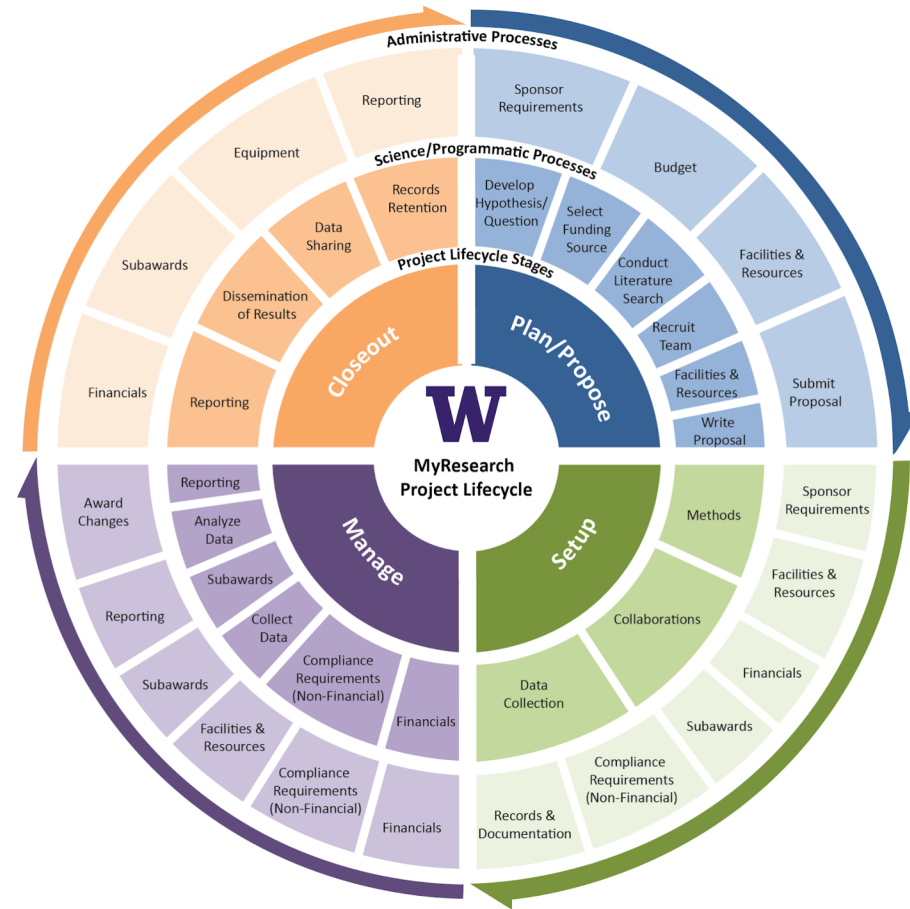 Administrative Processes
Reporting
Equipment
Subawards
Financials
Sponsor
Requirements
Budget
Facilities &
Resources
Submit
Proposal
Science/Programmatic Processes
Records
Retention
Data
Sharing
Dissemination
of Results
Reporting
Develop
Hypothesis/
Question
Select
Funding
Source
Conduct
Literature
Search
Recruit
Team
Facilities &
Resources
Write
Proposal
Project Lifecycle Stages
Closeout
Plan/Propose
W
MyResearch
Project Lifecycle
Manage
Setup
Reporting
Analyze
Data
Subawards
Collect
Data
Compliance
Requirements
(Non-Financial)
Financials
Methods
Collaborations
Data
Collection
Award
Changes
Reporting
Subawards
Facilities &
Resources
Compliance
Requirements
(Non-Financial)
Financials
Sponsor
Requirements
Facilities &
Resources
Financials
Subawards
Compliance
Requirements
(Non-Financial)
Records &
Documentation